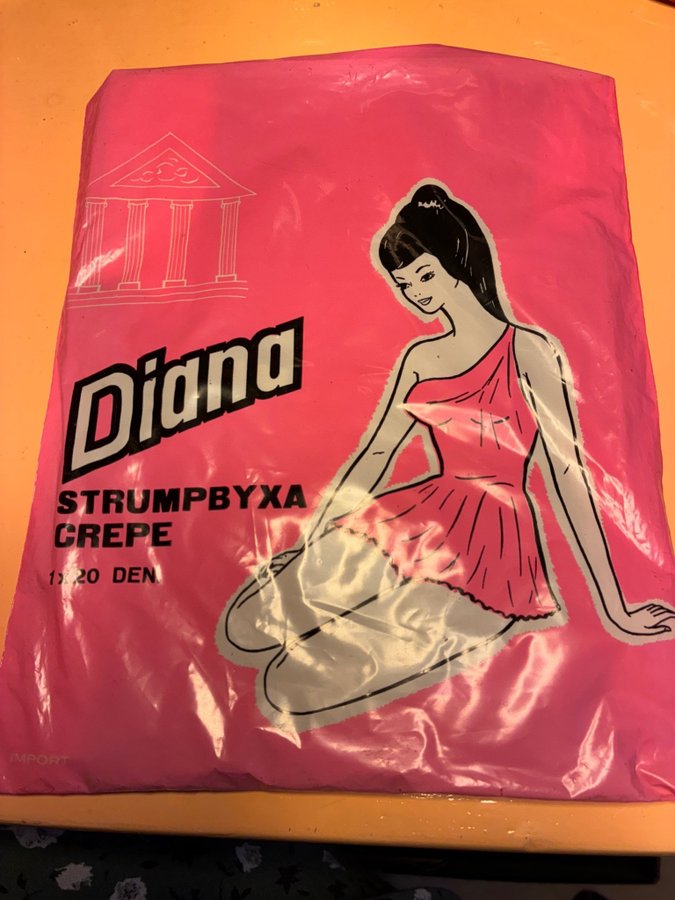 Diana
STRUMPBYXA
CREPE
1x20 DEN.
IMPORT